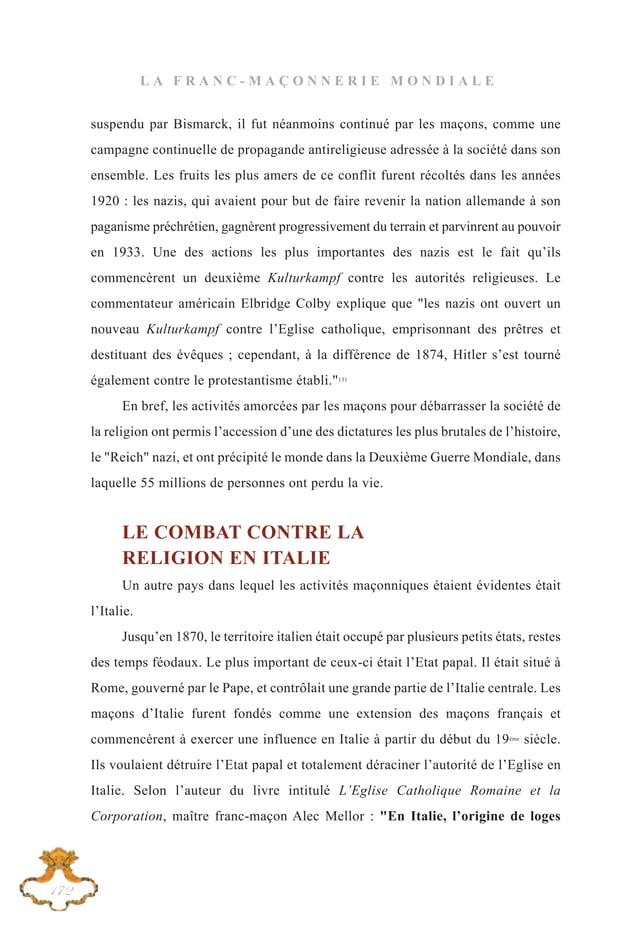 LA FRANC-MAÇONNERIE MONDIALE
suspendu par Bismarck, il fut néanmoins continué par les maçons, comme une
campagne continuelle de propagande antireligieuse adressée à la société dans son
ensemble. Les fruits les plus amers de ce conflit furent récoltés dans les années
1920 : les nazis, qui avaient pour but de faire revenir la nation allemande à son
paganisme préchrétien, gagnèrent progressivement du terrain et parvinrent au pouvoir
en 1933. Une des actions les plus importantes des nazis est le fait qu’ils
commencèrent un deuxième Kulturkampf contre les autorités religieuses. Le
commentateur américain Elbridge Colby explique que "les nazis ont ouvert un
nouveau Kulturkampf contre l’Eglise catholique, emprisonnant des prêtres et
destituant des évêques ; cependant, à la différence de 1874, Hitler s’est tourné
également contre le protestantisme établi."131
En bref, les activités amorcées par les maçons pour débarrasser la société de
la religion ont permis l’accession d’une des dictatures les plus brutales de l’histoire,
le "Reich" nazi, et ont précipité le monde dans la Deuxième Guerre Mondiale, dans
laquelle 55 millions de personnes ont perdu la vie.
LE COMBAT CONTRE LA
RELIGION EN ITALIE
Un autre pays dans lequel les activités maçonniques étaient évidentes était
l’Italie.
Jusqu’en 1870, le territoire italien était occupé par plusieurs petits états, restes
des temps féodaux. Le plus important de ceux-ci était l’Etat papal. Il était situé à
Rome, gouverné par le Pape, et contrôlait une grande partie de l’Italie centrale. Les
maçons d’Italie furent fondés comme une extension des maçons français et
commencèrent à exercer une influence en Italie à partir du début du 19ème siècle.
Ils voulaient détruire l’Etat papal et totalement déraciner l’autorité de l’Eglise en
Italie. Selon l’auteur du livre intitulé L’Eglise Catholique Romaine et la
Corporation, maître franc-maçon Alec Mellor : "En Italie, l’origine de loges
172